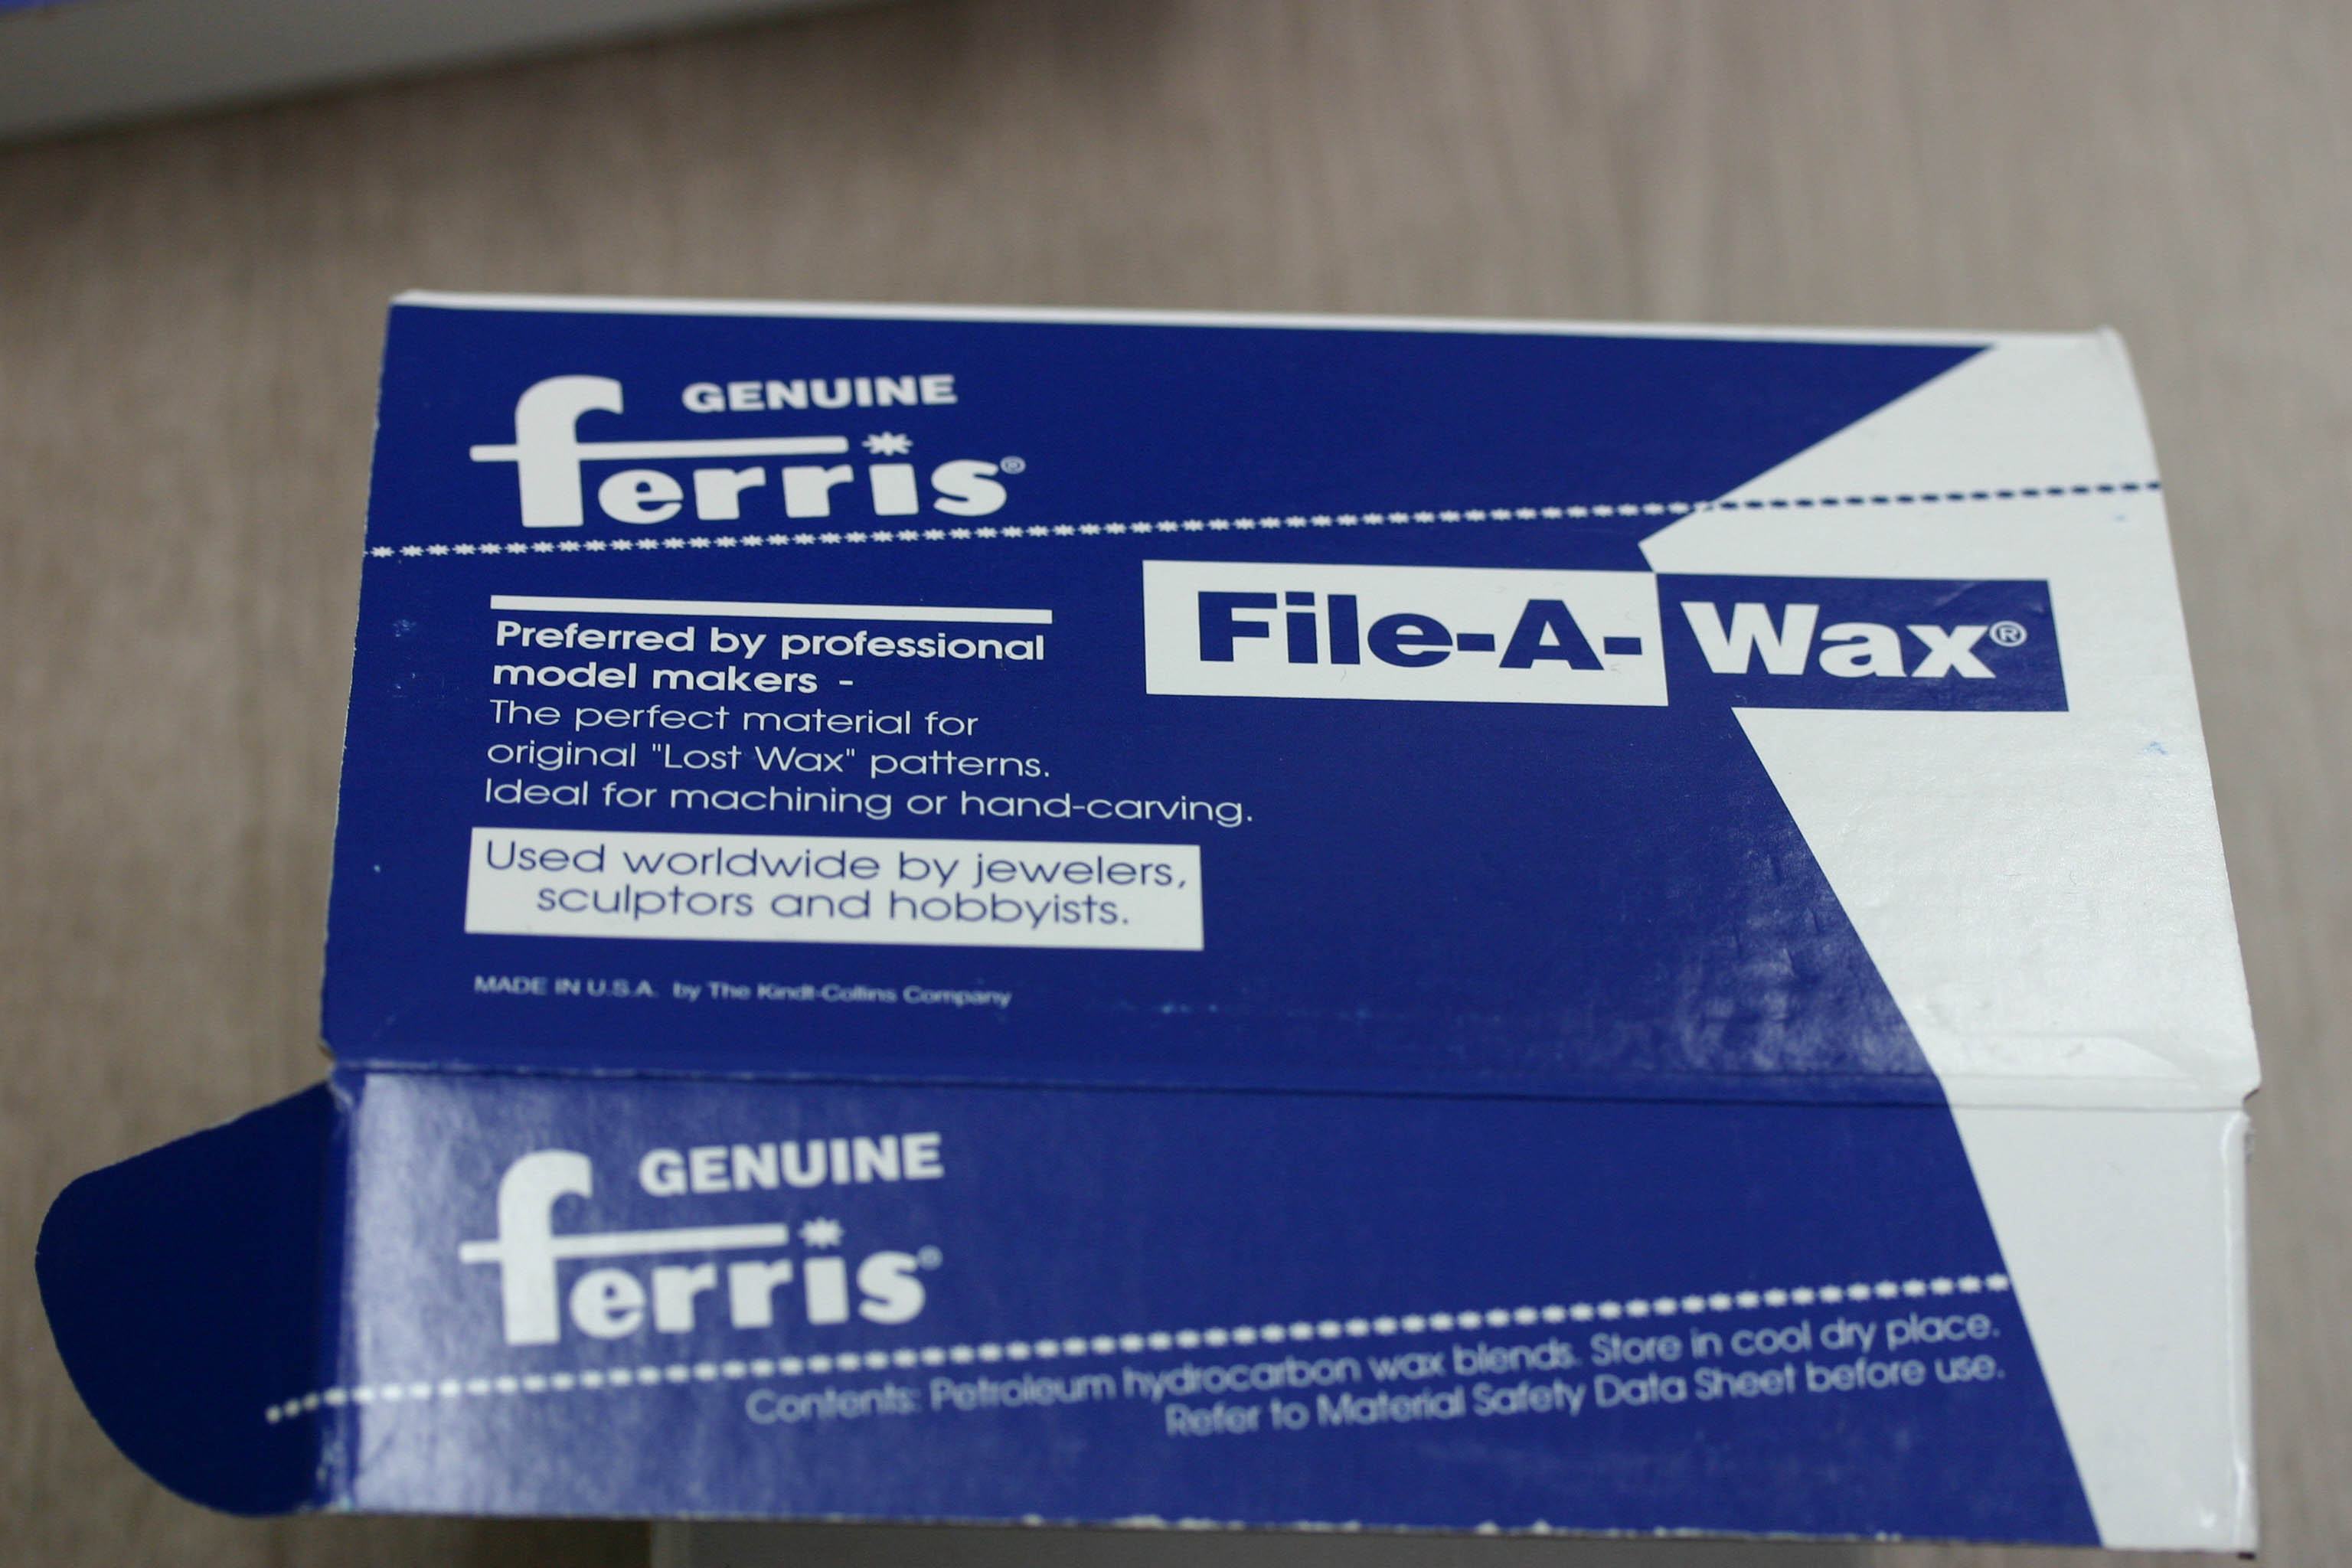 GENUINE
ferris®
File-A-Wax®
Preferred by professional
model makers -
The perfect material for
original "Lost Wax" patterns.
Ideal for machining or hand-carving.
Used worldwide by jewelers,
sculptors and hobbyists.
MADE IN U.S.A. by The Kindt-Collins Company
GENUINE
ferris®
Contents: Petroleum hydrocarbon wax blends. Store in cool dry place.
Refer to Material Safety Data Sheet before use.